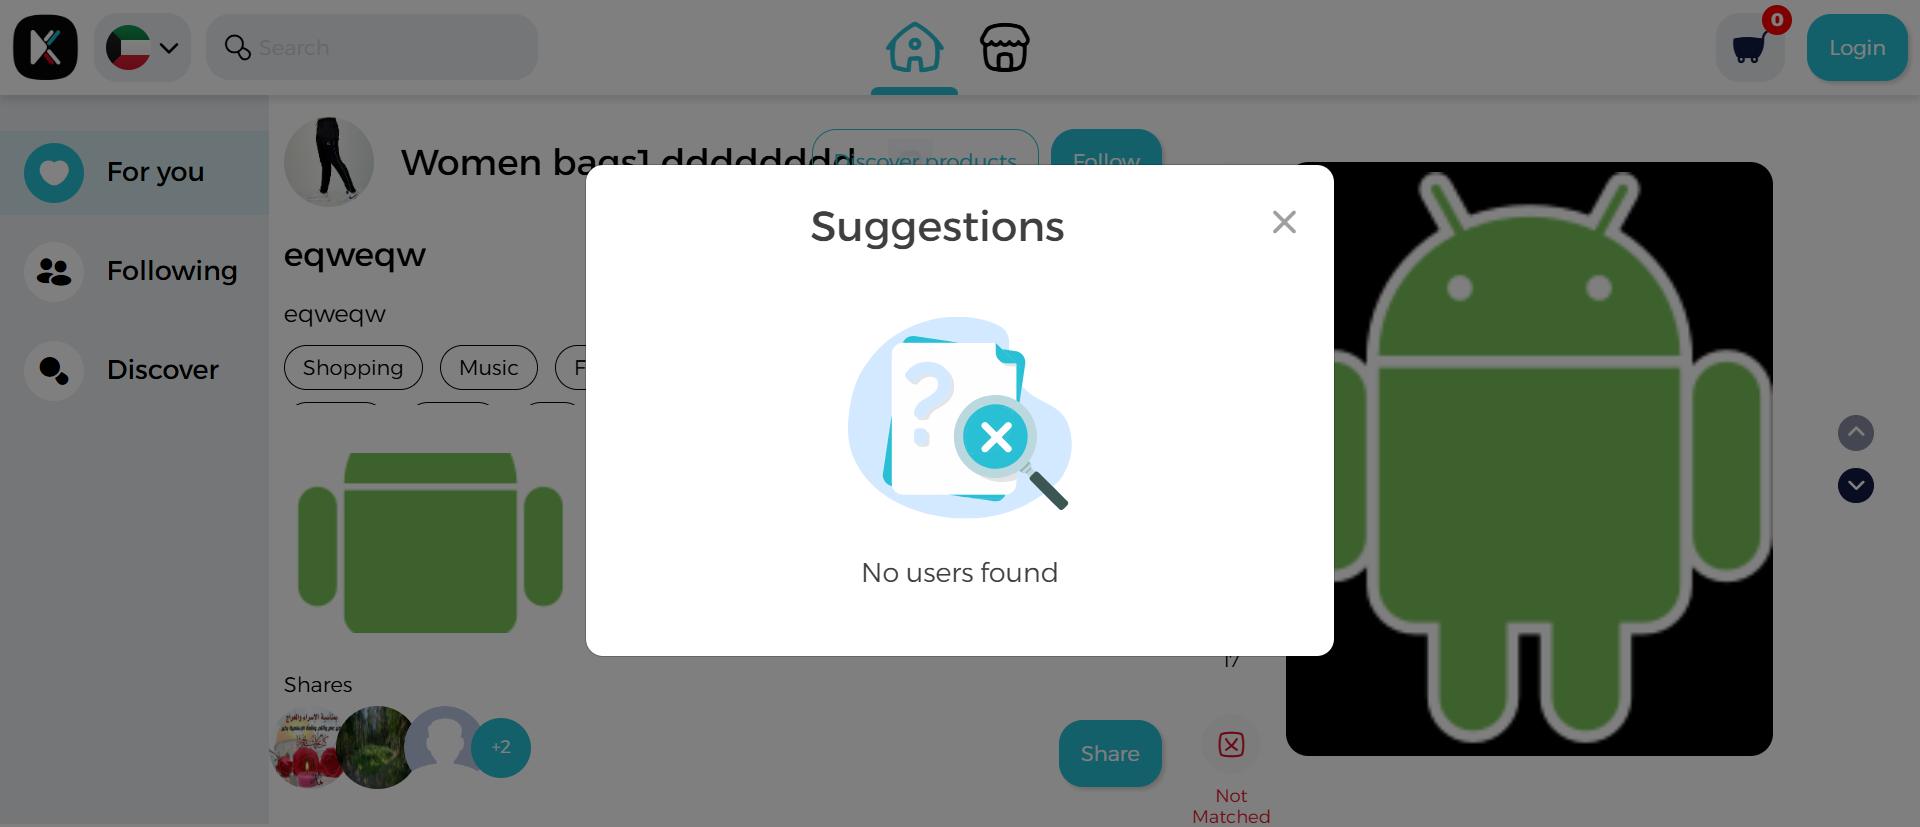 Search
0
Login
For you
Following
Discover
Women bags1 dddddddd
Discover products
Follow
eqweqw
eqweqw
Shopping
Music
F
Suggestions
No users found
17
Shares
+2
Share
Not
Matched